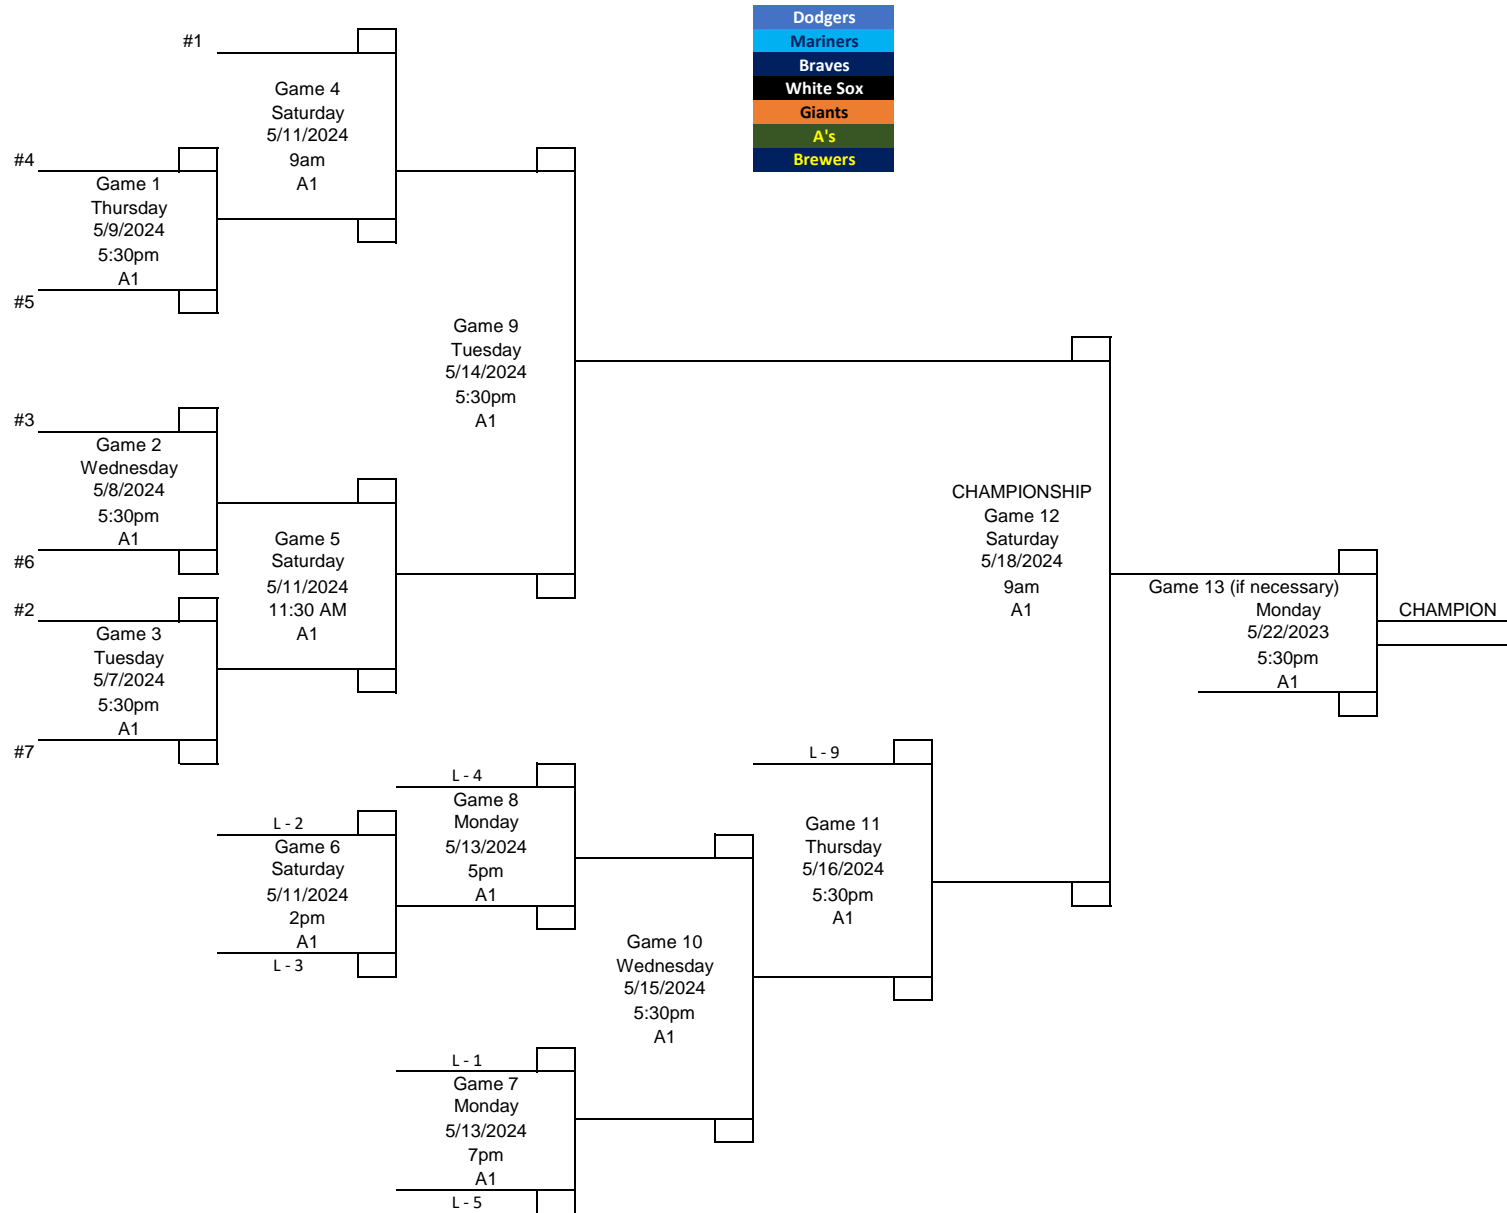 Dodgers
Mariners
Braves
White Sox
Giants
A's
Brewers
#1
Game 4
Saturday
5/11/2024
9am
A1
#4
Game 1
Thursday
5/9/2024
5:30pm
A1
#5
Game 9
Tuesday
5/14/2024
5:30pm
A1
#3
Game 2
Wednesday
5/8/2024
5:30pm
A1
#6
Game 5
Saturday
5/11/2024
11:30 AM
A1
#2
Game 3
Tuesday
5/7/2024
5:30pm
A1
#7
CHAMPIONSHIP
Game 12
Saturday
5/18/2024
9am
A1
Game 13 (if necessary)
Monday
5/22/2023
5:30pm
A1
CHAMPION
L - 2
Game 6
Saturday
5/11/2024
2pm
A1
L - 3
L - 4
Game 8
Monday
5/13/2024
5pm
A1
L - 9
Game 11
Thursday
5/16/2024
5:30pm
A1
Game 10
Wednesday
5/15/2024
5:30pm
A1
L - 1
Game 7
Monday
5/13/2024
7pm
A1
L - 5